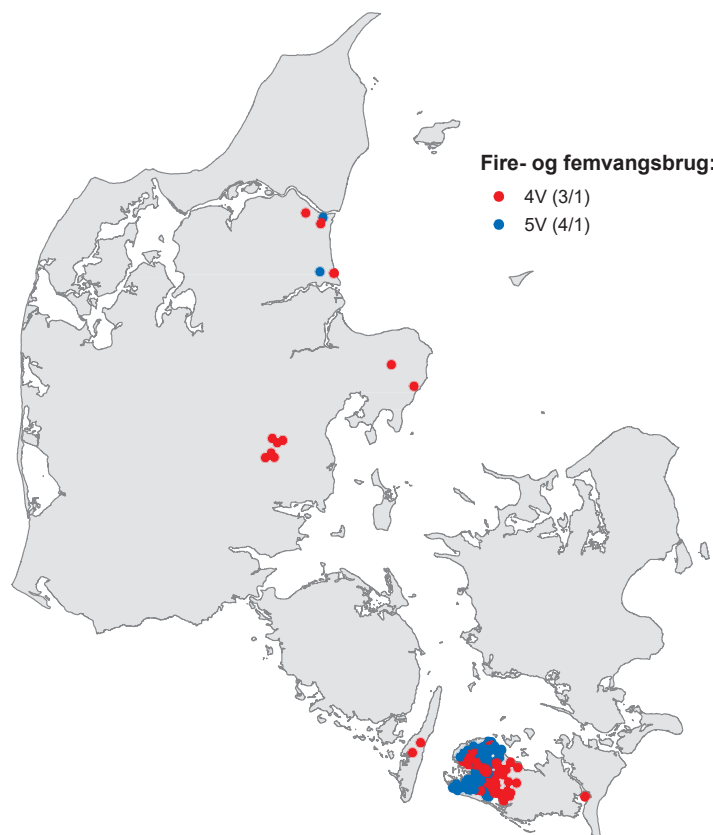 Fire- og femvangsbrug:
4V (3/1)
5V (4/1)